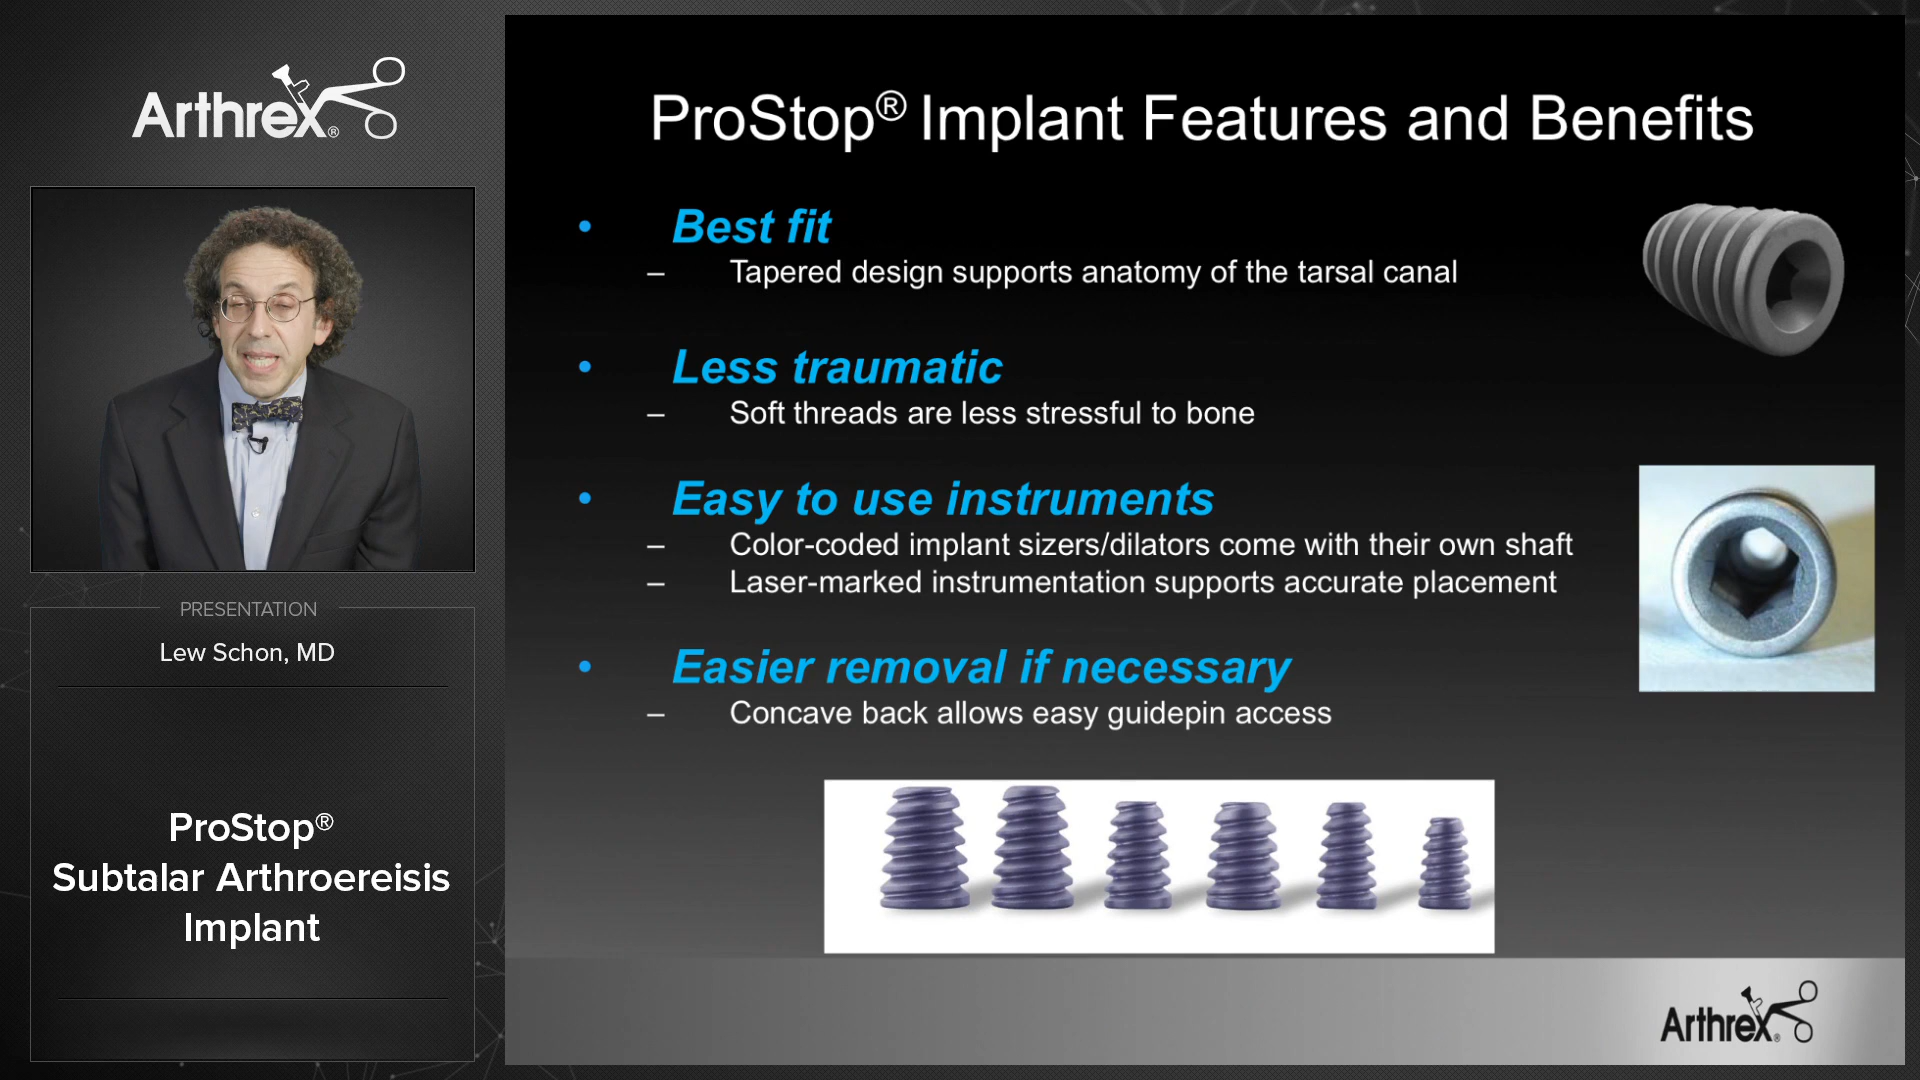 Arthrex®
PRESENTATION
Lew Schon, MD
ProStop®
Subtalar Arthroereisis
Implant
ProStop® Implant Features and Benefits
• Best fit
– Tapered design supports anatomy of the tarsal canal
• Less traumatic
– Soft threads are less stressful to bone
• Easy to use instruments
– Color-coded implant sizers/dilators come with their own shaft
– Laser-marked instrumentation supports accurate placement
• Easier removal if necessary
– Concave back allows easy guidepin access
Arthrex®